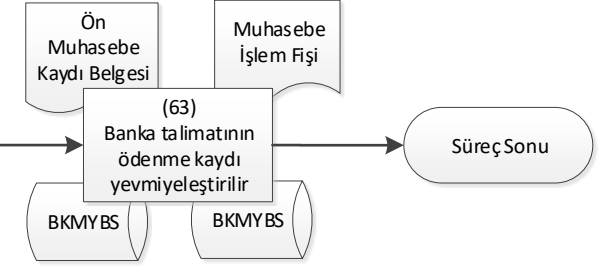 Ön
Muhasebe
Kaydı Belgesi
Muhasebe
İşlem Fişi
(63)
Banka talimatının
ödenme kaydı
yevmiyeleştirilir
Süreç Sonu
BKMYBS
BKMYBS